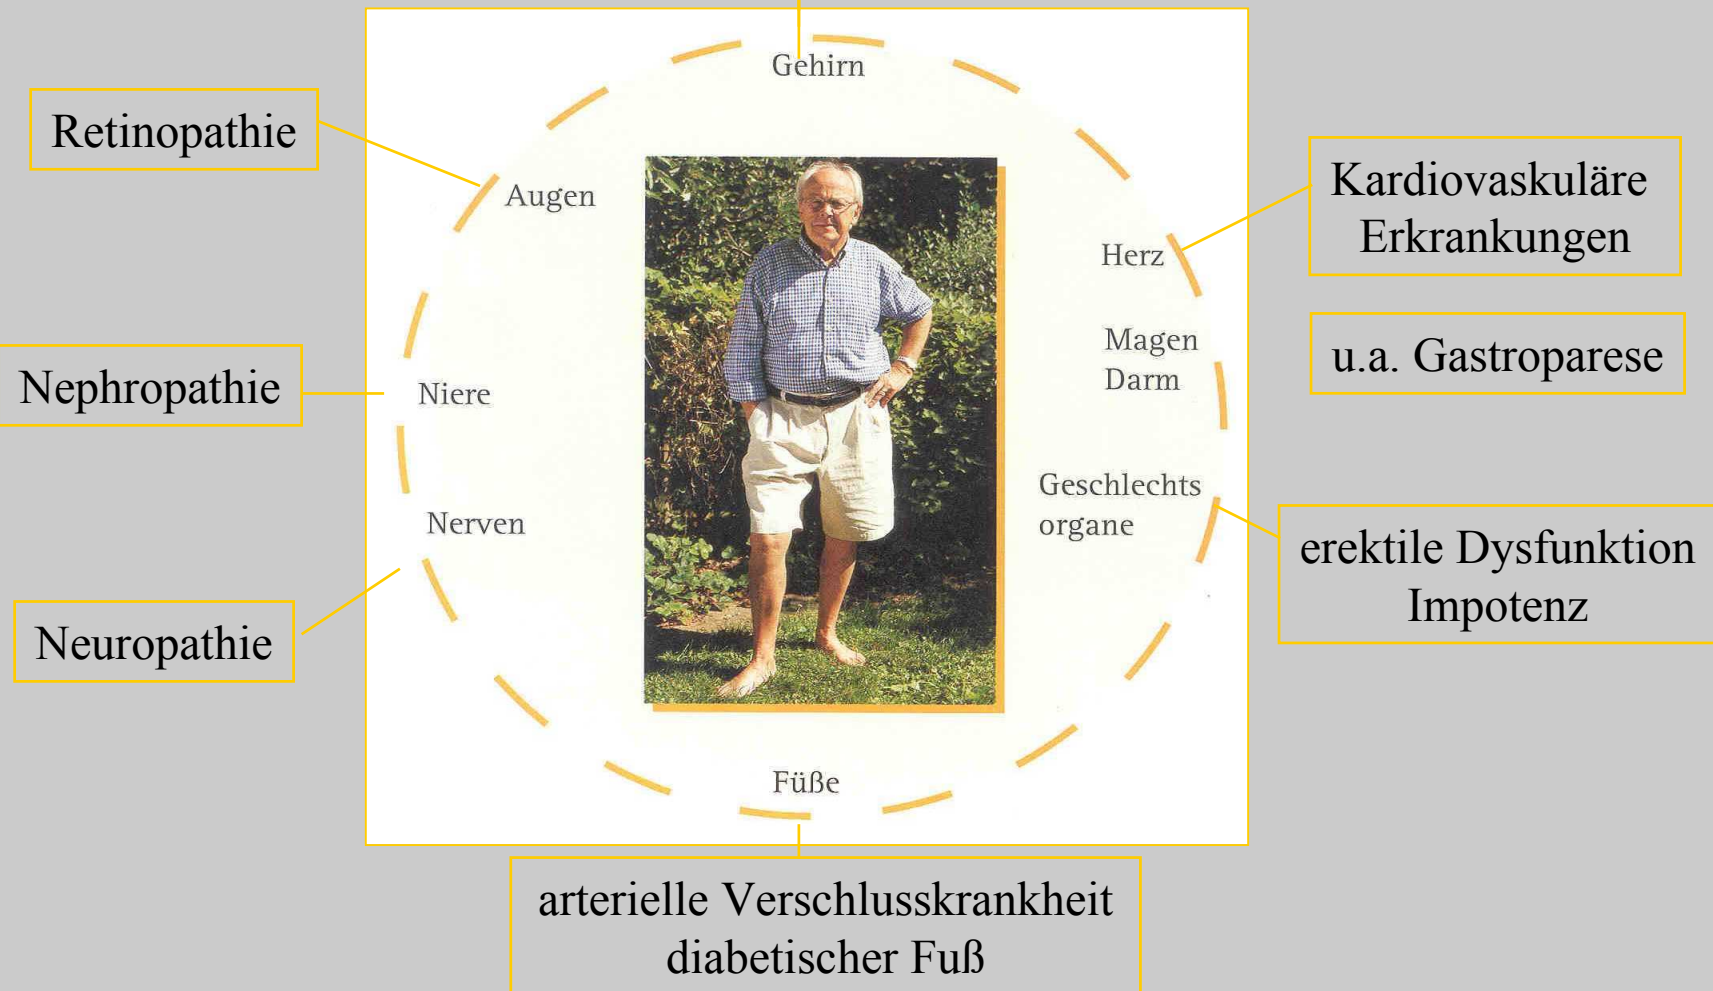 Gehirn
Retinopathie
Augen
Kardiovaskuläre
Erkrankungen
Herz
Magen
Darm
u.a. Gastroparese
Nephropathie
Niere
Nerven
Geschlechts
organe
erektile Dysfunktion
Impotenz
Neuropathie
Füße
arterielle Verschlusskrankheit
diabetischer Fuß